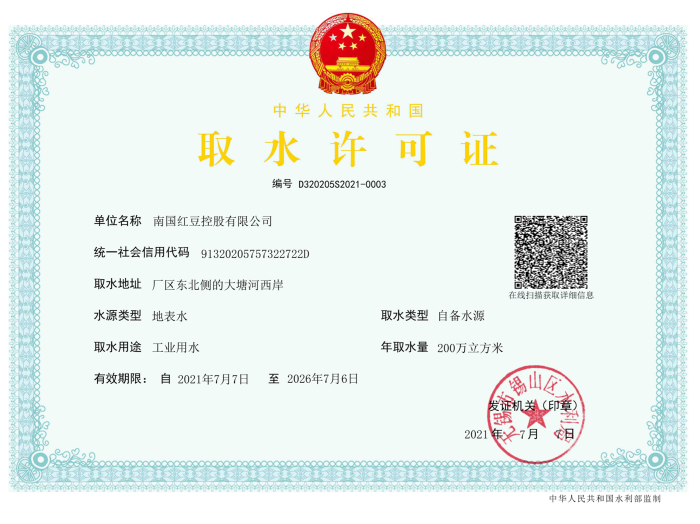 中华人民共和国
取水许可证
编号 D320205S2021-0003
单位名称 南国红豆控股有限公司
统一社会信用代码 91320205757322722D
取水地址 厂区东北侧的大塘河西岸
在线扫描获取详细信息
水源类型 地表水 取水类型 自备水源
取水用途 工业用水 年取水量 200万立方米
有效期限： 自 2021年7月7日 至 2026年7月6日
无锡市锡山区水利局
发证机关（印章）
2021 年 7 月 日
中华人民共和国水利部监制